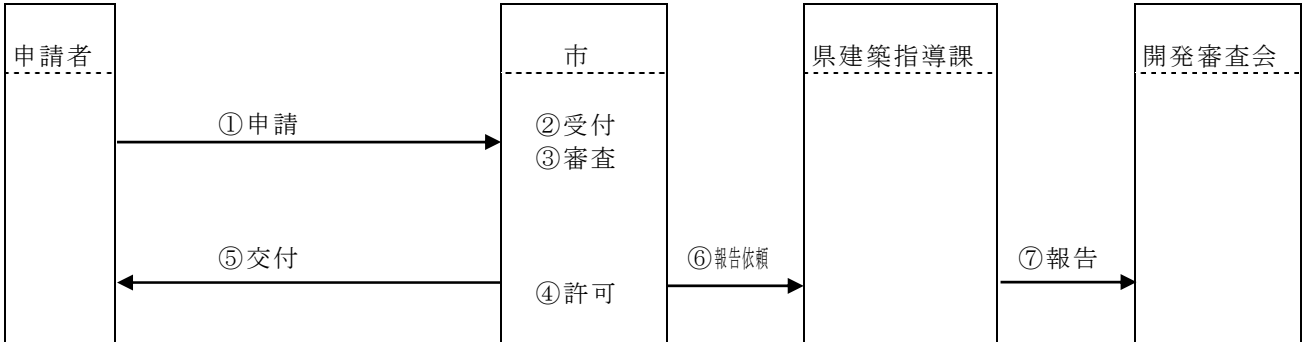 申請者
市
県建築指導課
開発審査会
①申請
②受付
③審査
⑤交付
④許可
⑥報告依頼
⑦報告